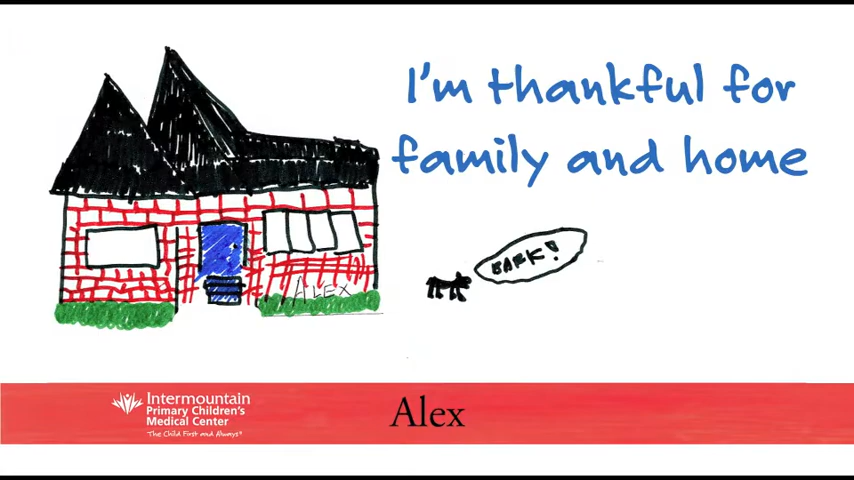 I'm thankful for
family and home
BARK!
ALEX
Intermountain
Primary Children's
Medical Center
The Child First and Always®
Alex